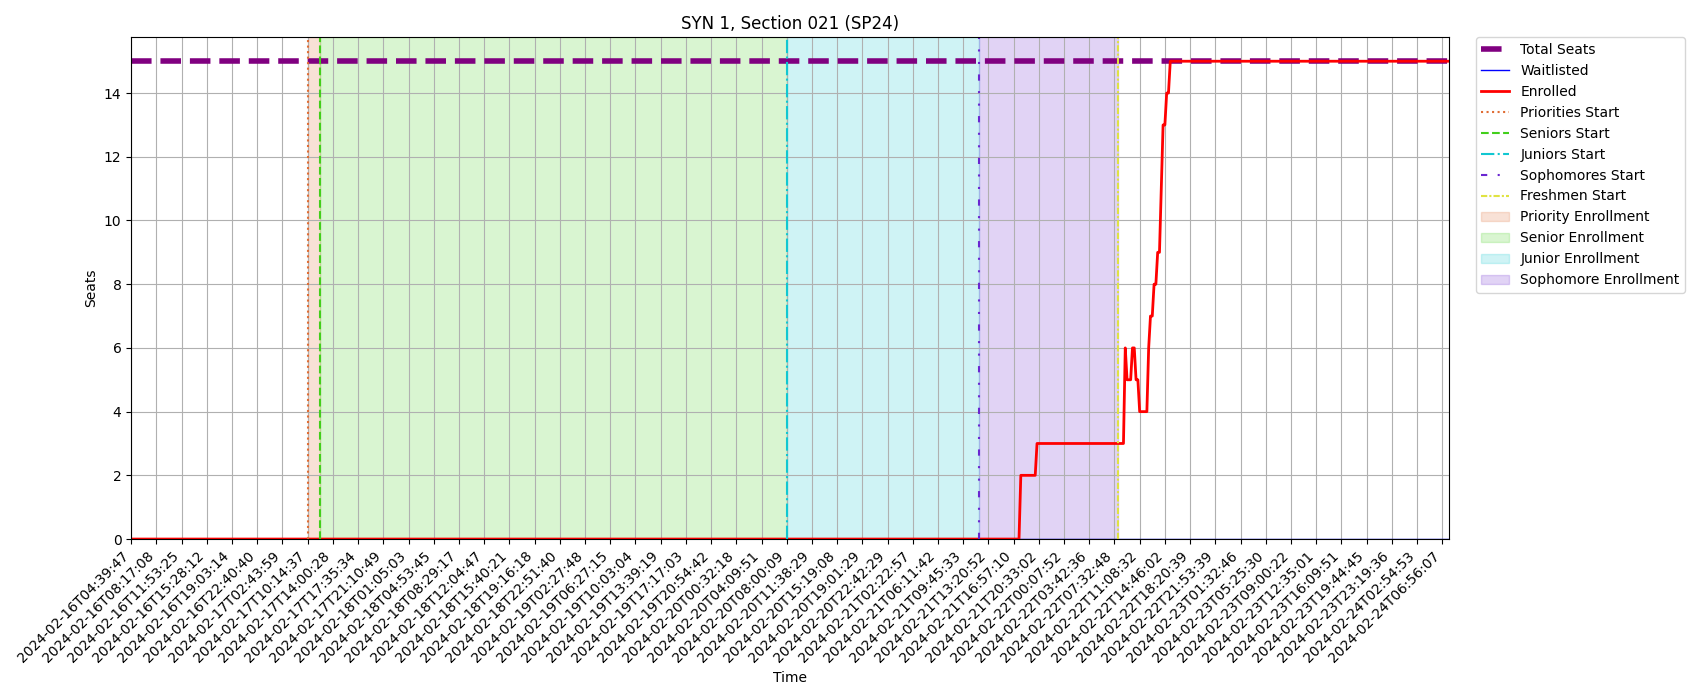 SYN 1, Section 021 (SP24)
Seats
14
12
10
8
6
4
2
0
2024-02-16T04:39:47
2024-02-16T08:17:08
2024-02-16T11:53:25
2024-02-16T15:28:12
2024-02-16T19:03:14
2024-02-16T22:40:40
2024-02-17T02:43:59
2024-02-17T10:14:37
2024-02-17T14:00:28
2024-02-17T17:35:34
2024-02-17T21:10:49
2024-02-18T01:05:03
2024-02-18T04:53:45
2024-02-18T08:29:17
2024-02-18T12:04:47
2024-02-18T15:40:21
2024-02-18T19:16:18
2024-02-18T22:51:40
2024-02-19T02:27:48
2024-02-19T06:27:15
2024-02-19T10:03:04
2024-02-19T13:39:19
2024-02-19T17:17:03
2024-02-19T20:54:42
2024-02-20T00:32:18
2024-02-20T04:09:51
2024-02-20T08:00:09
2024-02-20T11:38:29
2024-02-20T15:19:08
2024-02-20T19:01:29
2024-02-20T22:42:29
2024-02-21T02:22:57
2024-02-21T06:11:42
2024-02-21T09:45:33
2024-02-21T13:20:52
2024-02-21T16:57:10
2024-02-21T20:33:02
2024-02-22T00:07:52
2024-02-22T03:42:36
2024-02-22T07:32:48
2024-02-22T11:08:32
2024-02-22T14:46:02
2024-02-22T18:20:39
2024-02-22T21:53:39
2024-02-23T01:32:46
2024-02-23T05:25:30
2024-02-23T09:00:22
2024-02-23T12:35:01
2024-02-23T16:09:51
2024-02-23T19:44:45
2024-02-23T23:19:36
2024-02-24T02:54:53
2024-02-24T06:56:07
Time
Total Seats
Waitlisted
Enrolled
Priorities Start
Seniors Start
Juniors Start
Sophomores Start
Freshmen Start
Priority Enrollment
Senior Enrollment
Junior Enrollment
Sophomore Enrollment